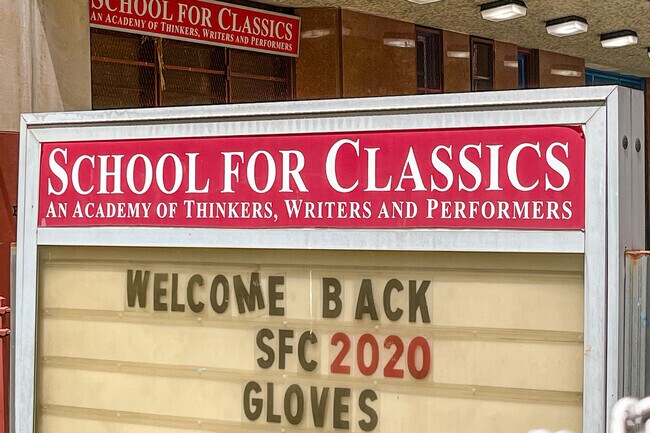 SCHOOL FOR CLASSICS
AN ACADEMY OF THINKERS, WRITERS AND PERFORMERS
SCHOOL FOR CLASSICS
AN ACADEMY OF THINKERS, WRITERS AND PERFORMERS
WELCOME BACK
SFC 2020
GLOVES